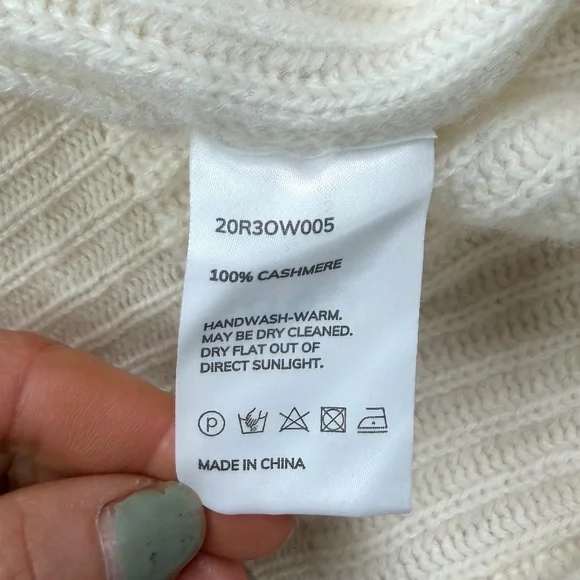 20R3OW005
100% CASHMERE
HANDWASH-WARM.
MAY BE DRY CLEANED.
DRY FLAT OUT OF
DIRECT SUNLIGHT.
P
MADE IN CHINA